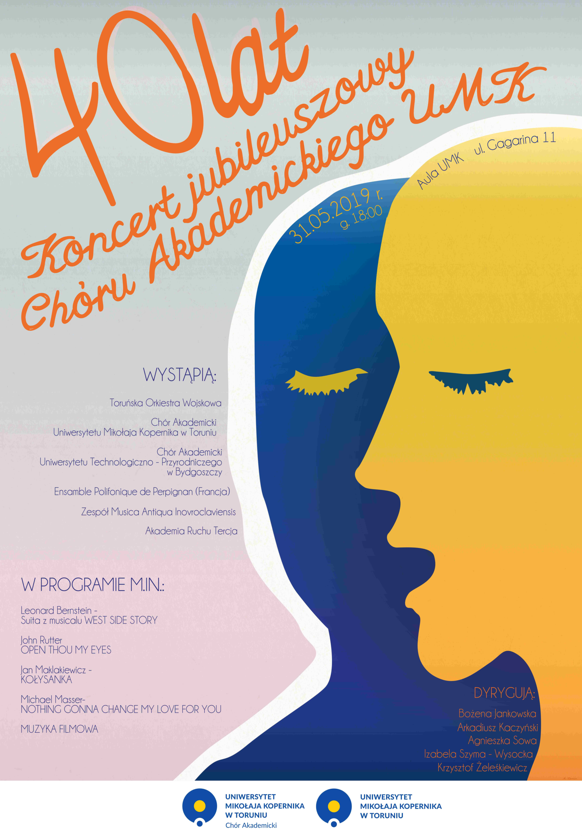 40 lat
Koncert jubileuszowy
Chóru Akademickiego UMK
Aula UMK ul. Gagarina 11
31.05.2019 r.
g. 18:00
WYSTĄPIĄ:
Toruńska Orkiestra Wojskowa
Chór Akademicki
Uniwersytetu Mikołaja Kopernika w Toruniu
Chór Akademicki
Uniwersytetu Technologiczno - Przyrodniczego
w Bydgoszczy
Ensamble Polifonique de Perpignan (Francja)
Zespół Musica Antiqua Inovroclaviensis
Akademia Ruchu Tercja
W PROGRAMIE M.IN.:
Leonard Bernstein -
Suita z musicalu WEST SIDE STORY
John Rutter
OPEN THOU MY EYES
Jan Maklakiewicz -
KOŁYSANKA
Michael Masser-
NOTHING GONNA CHANGE MY LOVE FOR YOU
MUZYKA FILMOWA
DYRYGUJĄ:
Bożena Jankowska
Arkadiusz Kaczyński
Agnieszka Sowa
Izabela Szyma - Wysocka
Krzysztof Żeleśkiewicz
UNIWERSYTET
MIKOŁAJA KOPERNIKA
W TORUNIU
Chór Akademicki
UNIWERSYTET
MIKOŁAJA KOPERNIKA
W TORUNIU